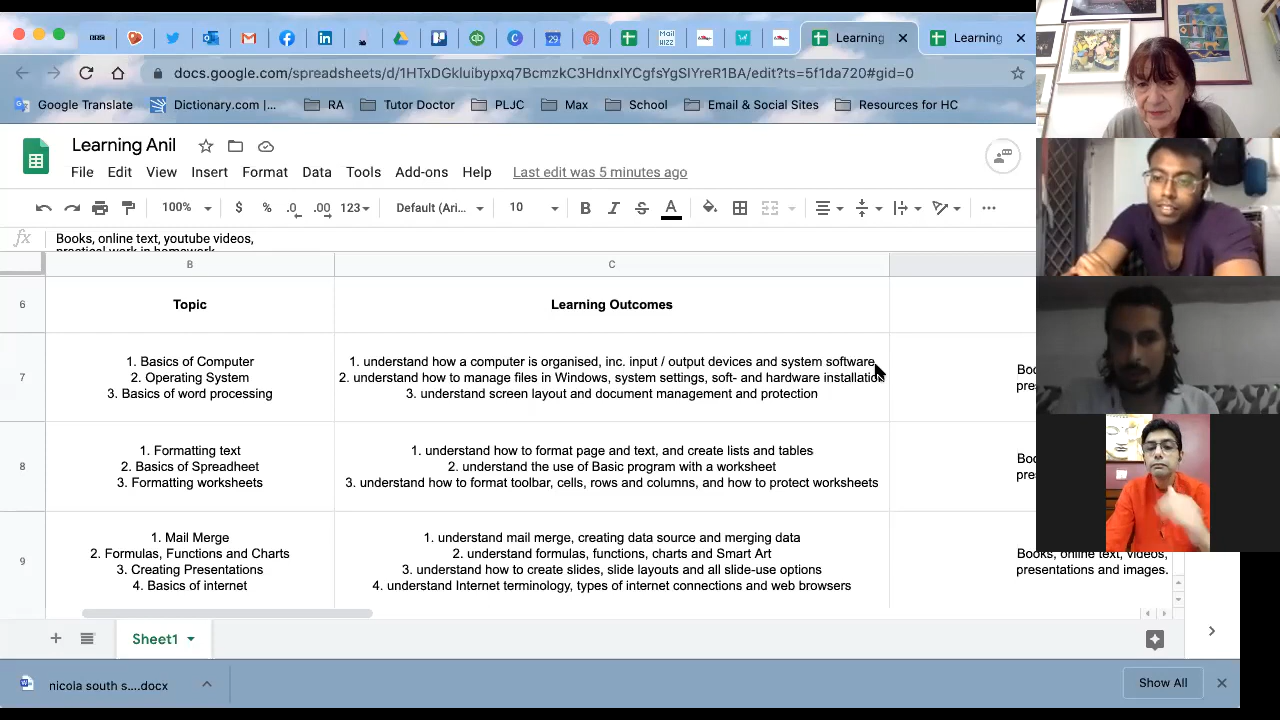 Learning
Learning
docs.google.com/spreadsheets/d/1HTxDGkluibypxq7BcmzkC3HdnxlYCgfsYgSlYreR1BA/edit?ts=5f1da720#gid=0
Google Translate Dictionary.com |... RA Tutor Doctor PLJC Max School Email & Social Sites Resources for HC
Learning Anil
File Edit View Insert Format Data Tools Add-ons Help Last edit was 5 minutes ago
100% $ % .0 .00 123 Default (Ari... 10 B I S A
fx Books, online text, youtube videos,
practical work in homework
B C
6 Topic Learning Outcomes
1. Basics of Computer 1. understand how a computer is organised, inc. input / output devices and system software
7 2. Operating System 2. understand how to manage files in Windows, system settings, soft- and hardware installation
3. Basics of word processing 3. understand screen layout and document management and protection
1. Formatting text 1. understand how to format page and text, and create lists and tables
8 2. Basics of Spreadheet 2. understand the use of Basic program with a worksheet
3. Formatting worksheets 3. understand how to format toolbar, cells, rows and columns, and how to protect worksheets
1. Mail Merge 1. understand mail merge, creating data source and merging data
9 2. Formulas, Functions and Charts 2. understand formulas, functions, charts and Smart Art Books, online text, videos,
3. Creating Presentations 3. understand how to create slides, slide layouts and all slide-use options presentations and images.
4. Basics of internet 4. understand Internet terminology, types of internet connections and web browsers
Sheet1
nicola south s....docx Show All